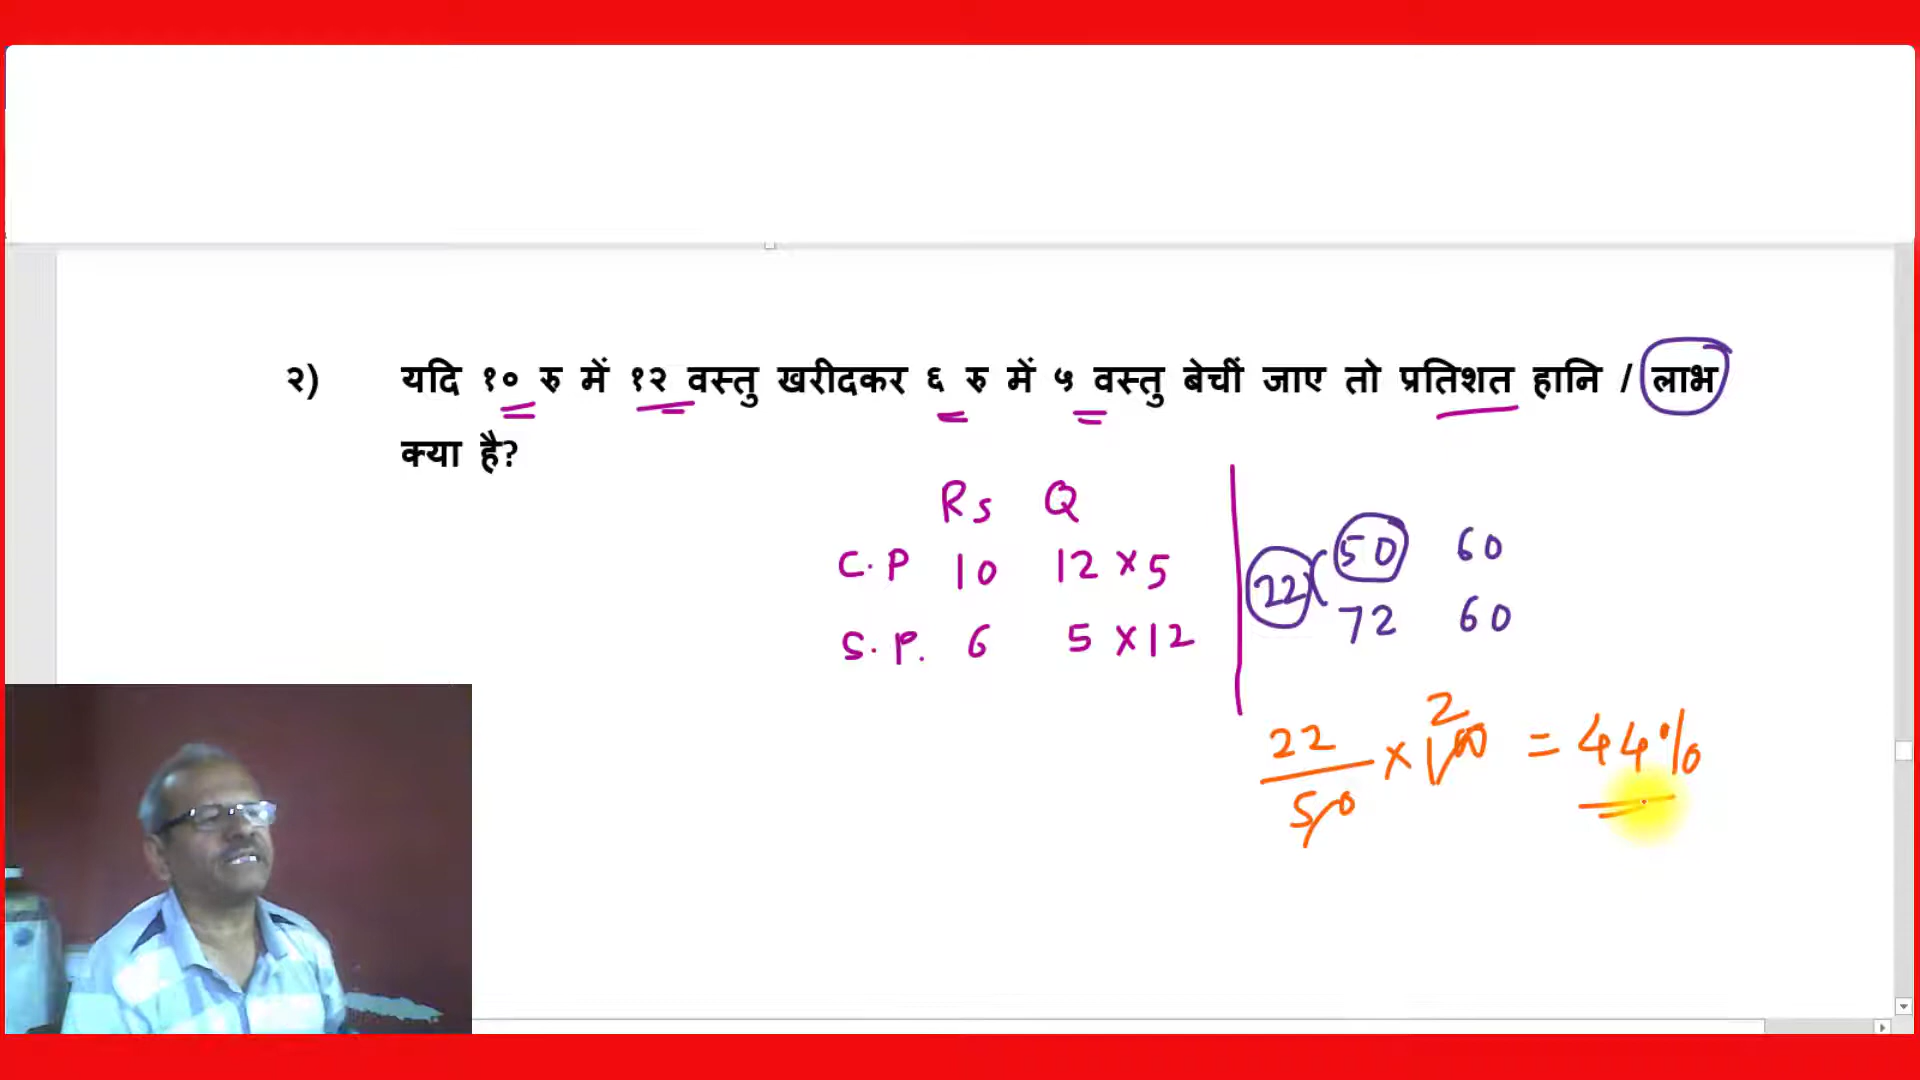 २) यदि १० रु में १२ वस्तु खरीदकर ६ रु में ५ वस्तु बेचीं जाए तो प्रतिशत हानि / लाभ
क्या है?
Rs Q
C.P 10 12 × 5
S.P. 6 5 × 12
22 ( 50 60
72 60
2
22/50 × 100 = 44%